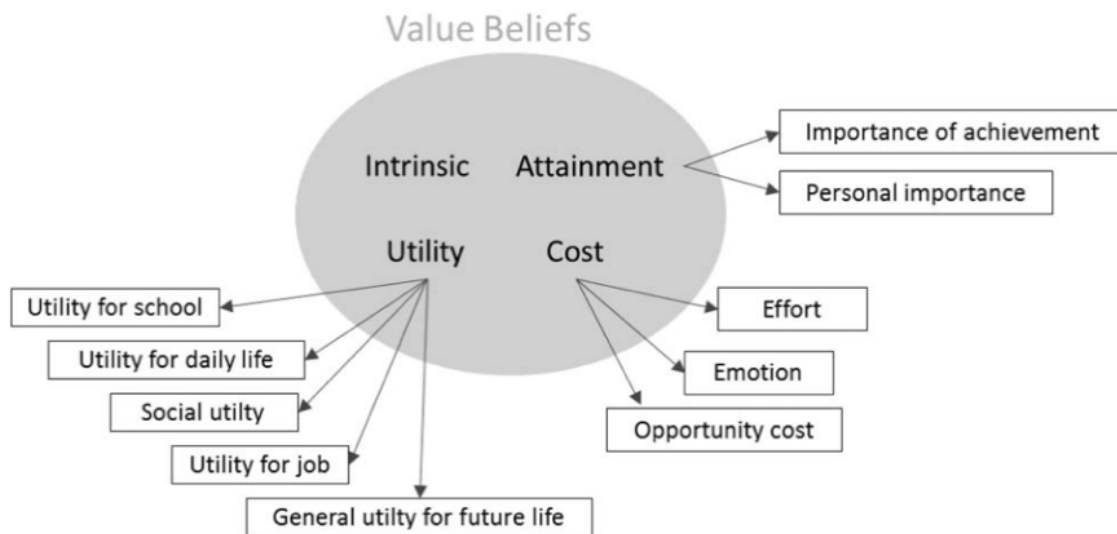 Value Beliefs
Importance of achievement
Intrinsic
Attainment
Personal importance
Utility
Cost
Utility for school
Effort
Utility for daily life
Emotion
Social utilty
Opportunity cost
Utility for job
General utilty for future life